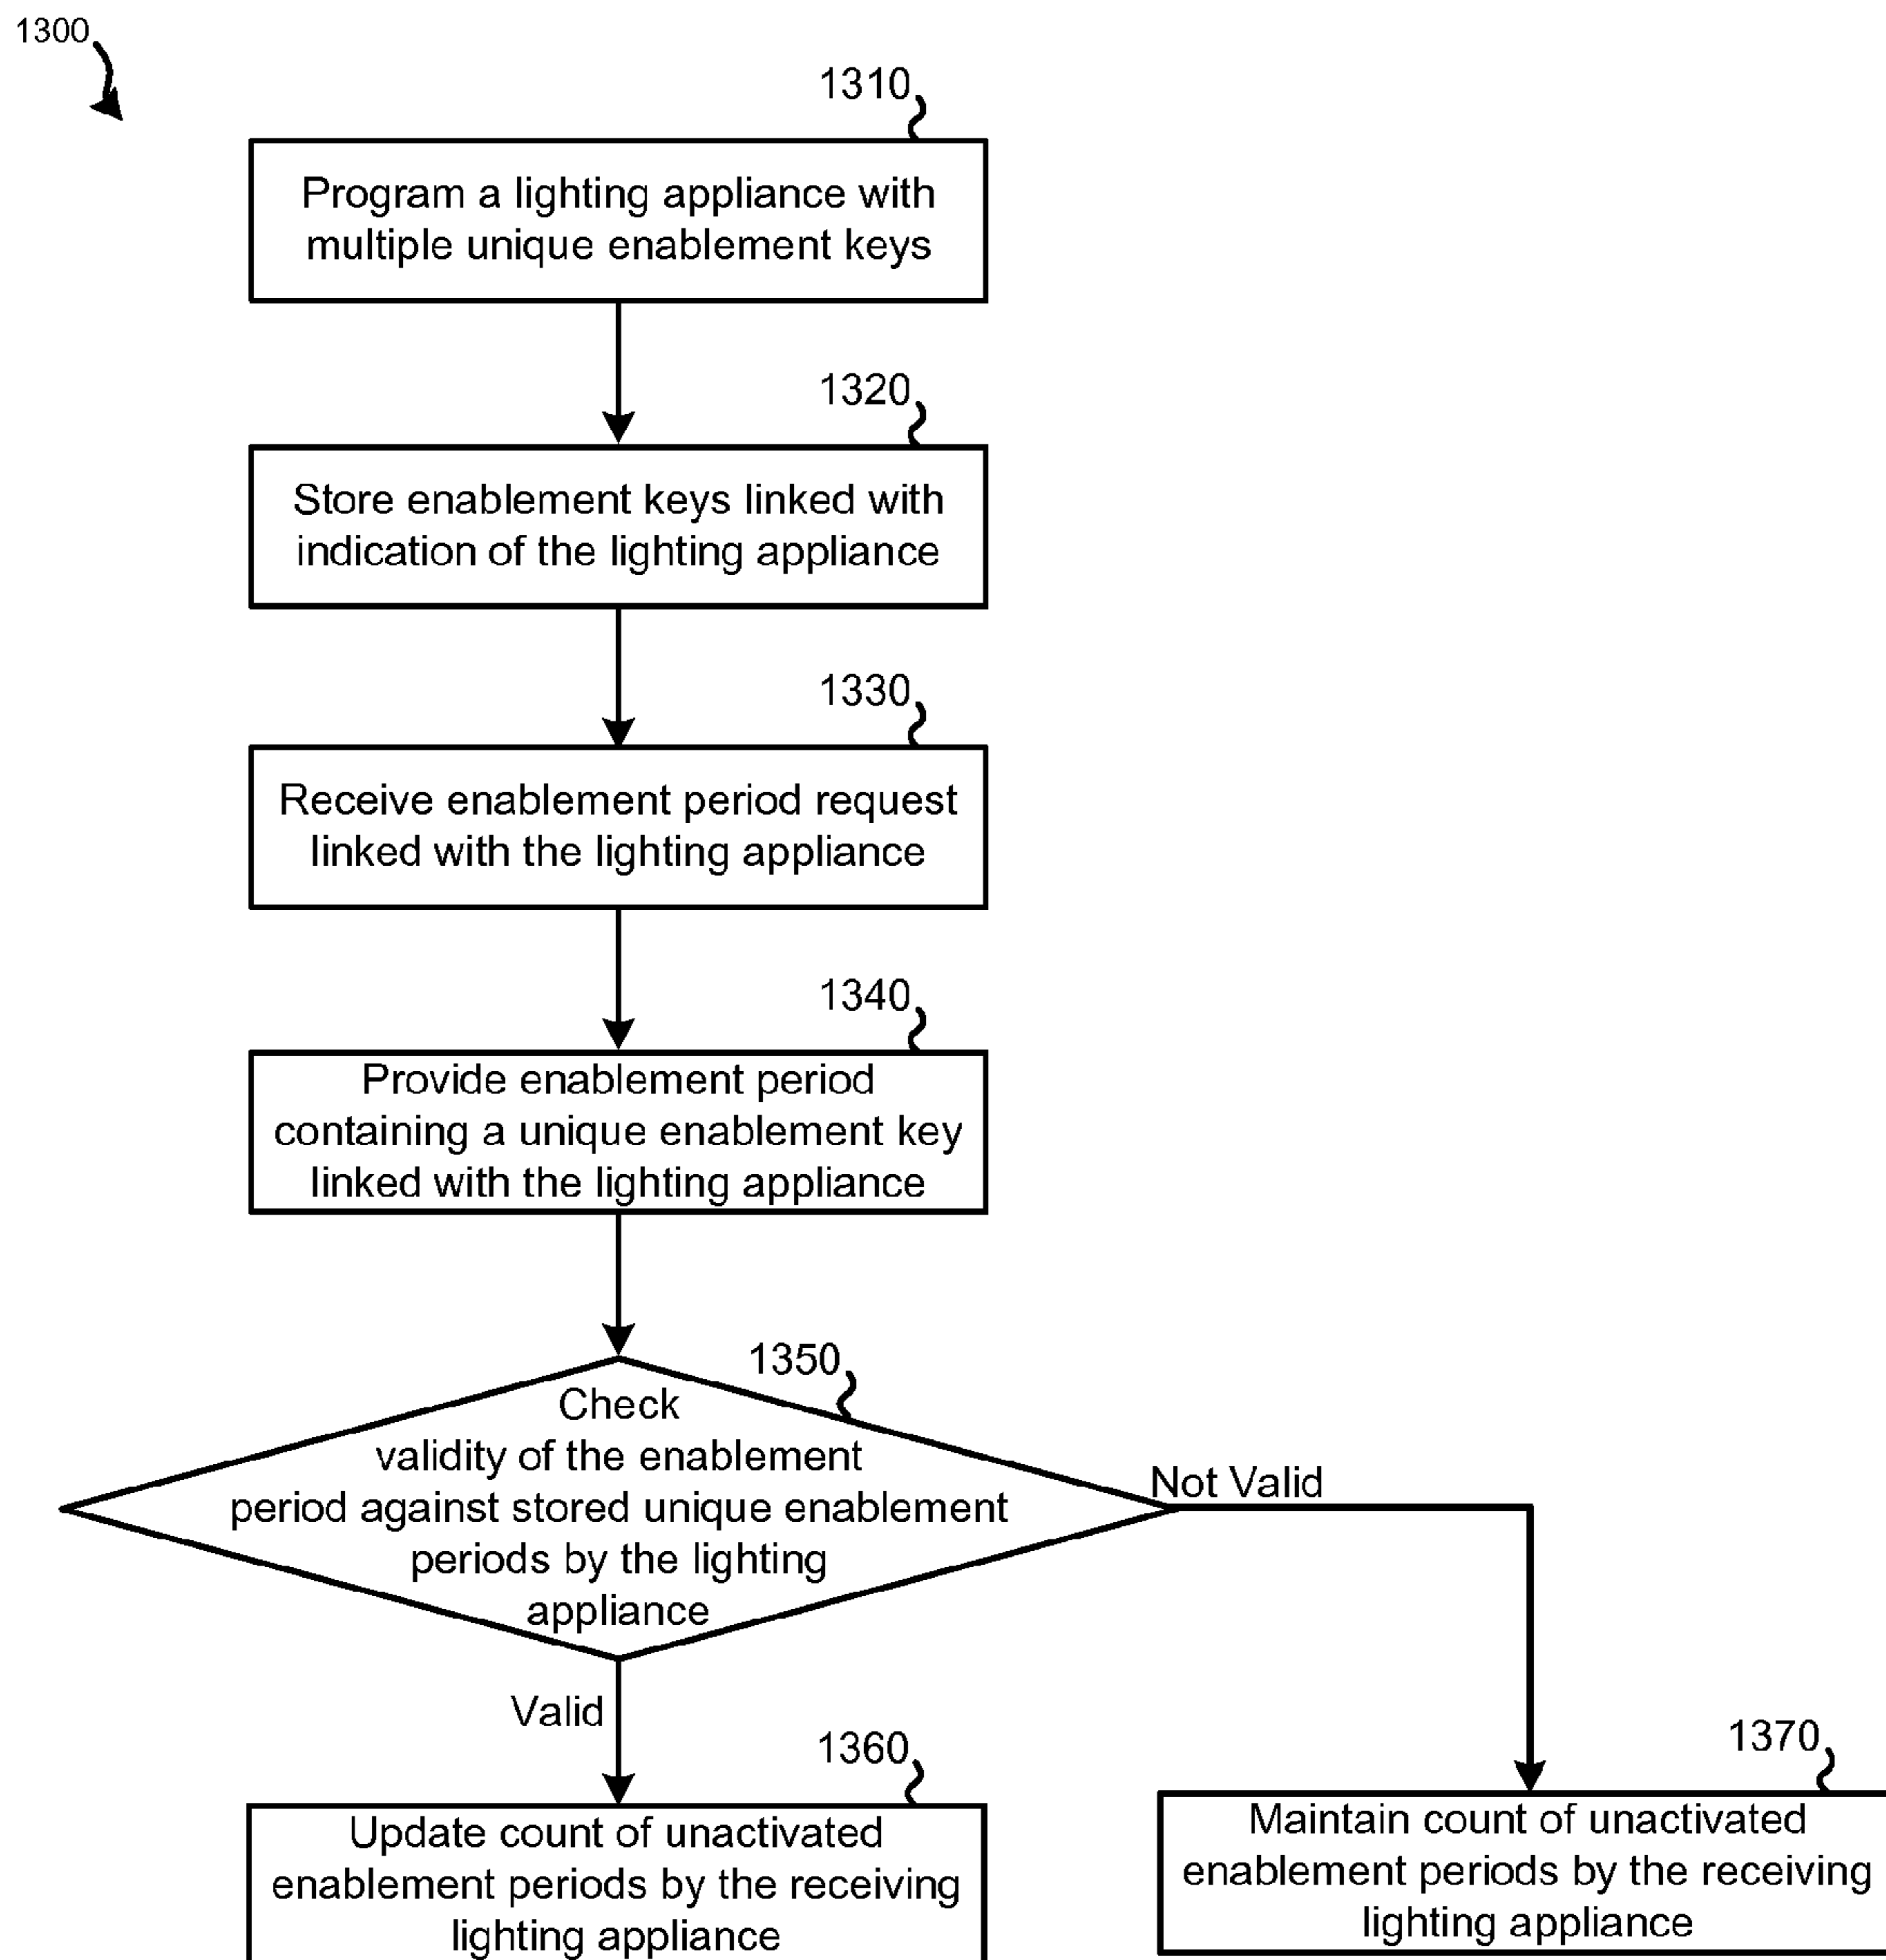 1300
1310
Program a lighting appliance with
multiple unique enablement keys
1320
Store enablement keys linked with
indication of the lighting appliance
1330
Receive enablement period request
linked with the lighting appliance
1340
Provide enablement period
containing a unique enablement key
linked with the lighting appliance
1350
Check
validity of the enablement
period against stored unique enablement
periods by the lighting
appliance
Not Valid
Valid
1360
Update count of unactivated
enablement periods by the receiving
lighting appliance
1370
Maintain count of unactivated
enablement periods by the receiving
lighting appliance